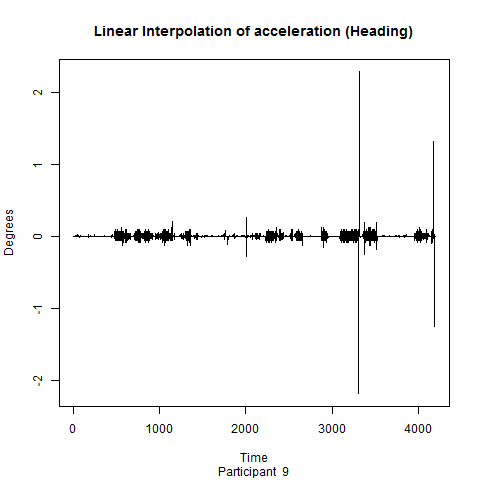 Linear Interpolation of acceleration (Heading)
Degrees
2
1
0
-1
-2
0 1000 2000 3000 4000
Time
Participant 9